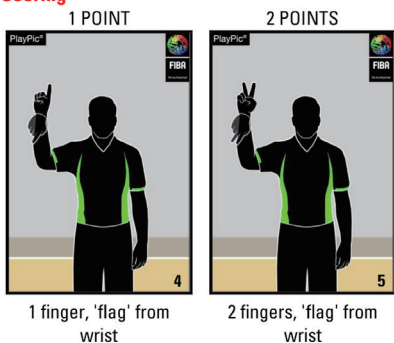 1 POINT
2 POINTS
PlayPic®
FIBA
PlayPic®
FIBA
4
5
1 finger, 'flag' from
wrist
2 fingers, 'flag' from
wrist